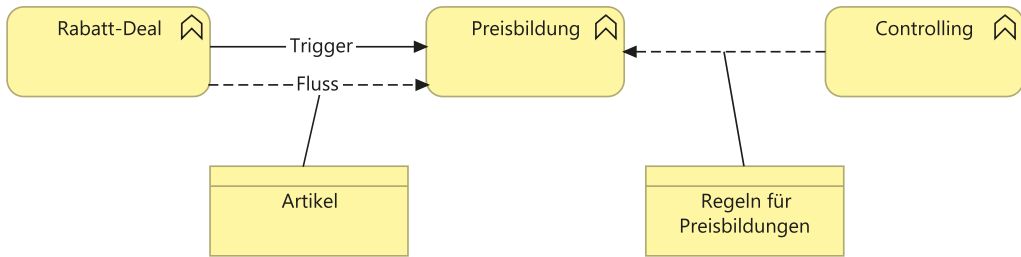 Rabatt-Deal
Trigger
Fluss
Preisbildung
Controlling
Artikel
Regeln für
Preisbildungen